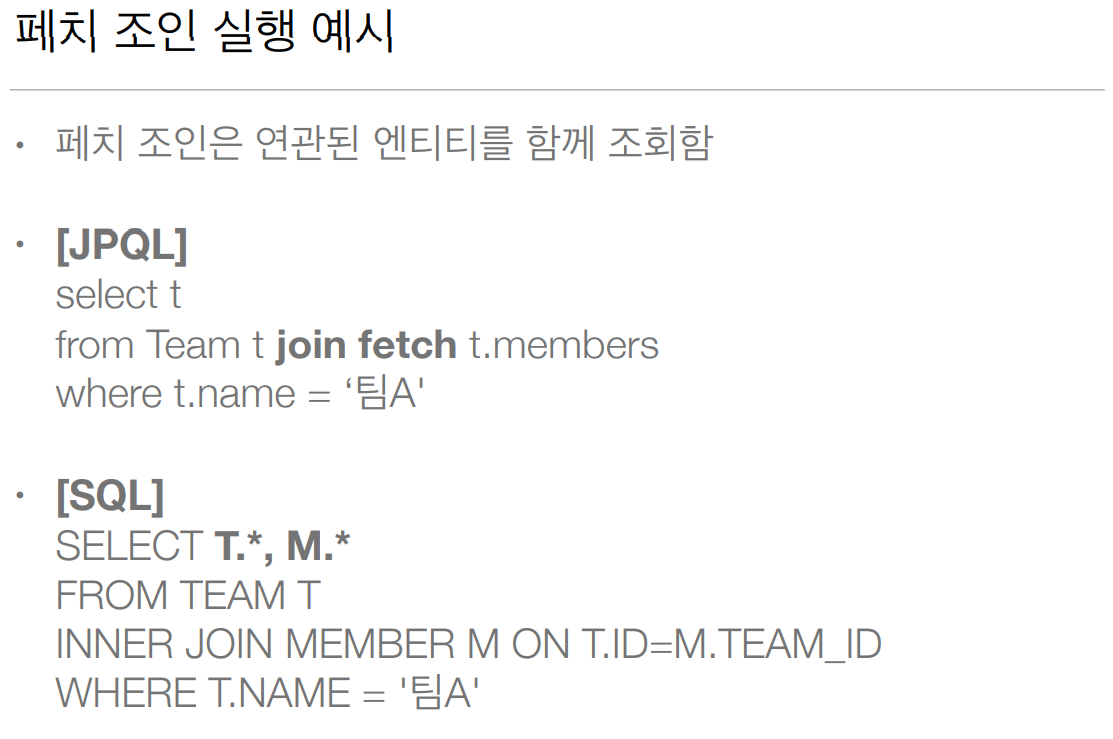 페치 조인 실행 예시
• 페치 조인은 연관된 엔티티를 함께 조회함
• [JPQL]
select t
from Team t join fetch t.members
where t.name = ‘팀A'
• [SQL]
SELECT T.*, M.*
FROM TEAM T
INNER JOIN MEMBER M ON T.ID=M.TEAM_ID
WHERE T.NAME = '팀A'